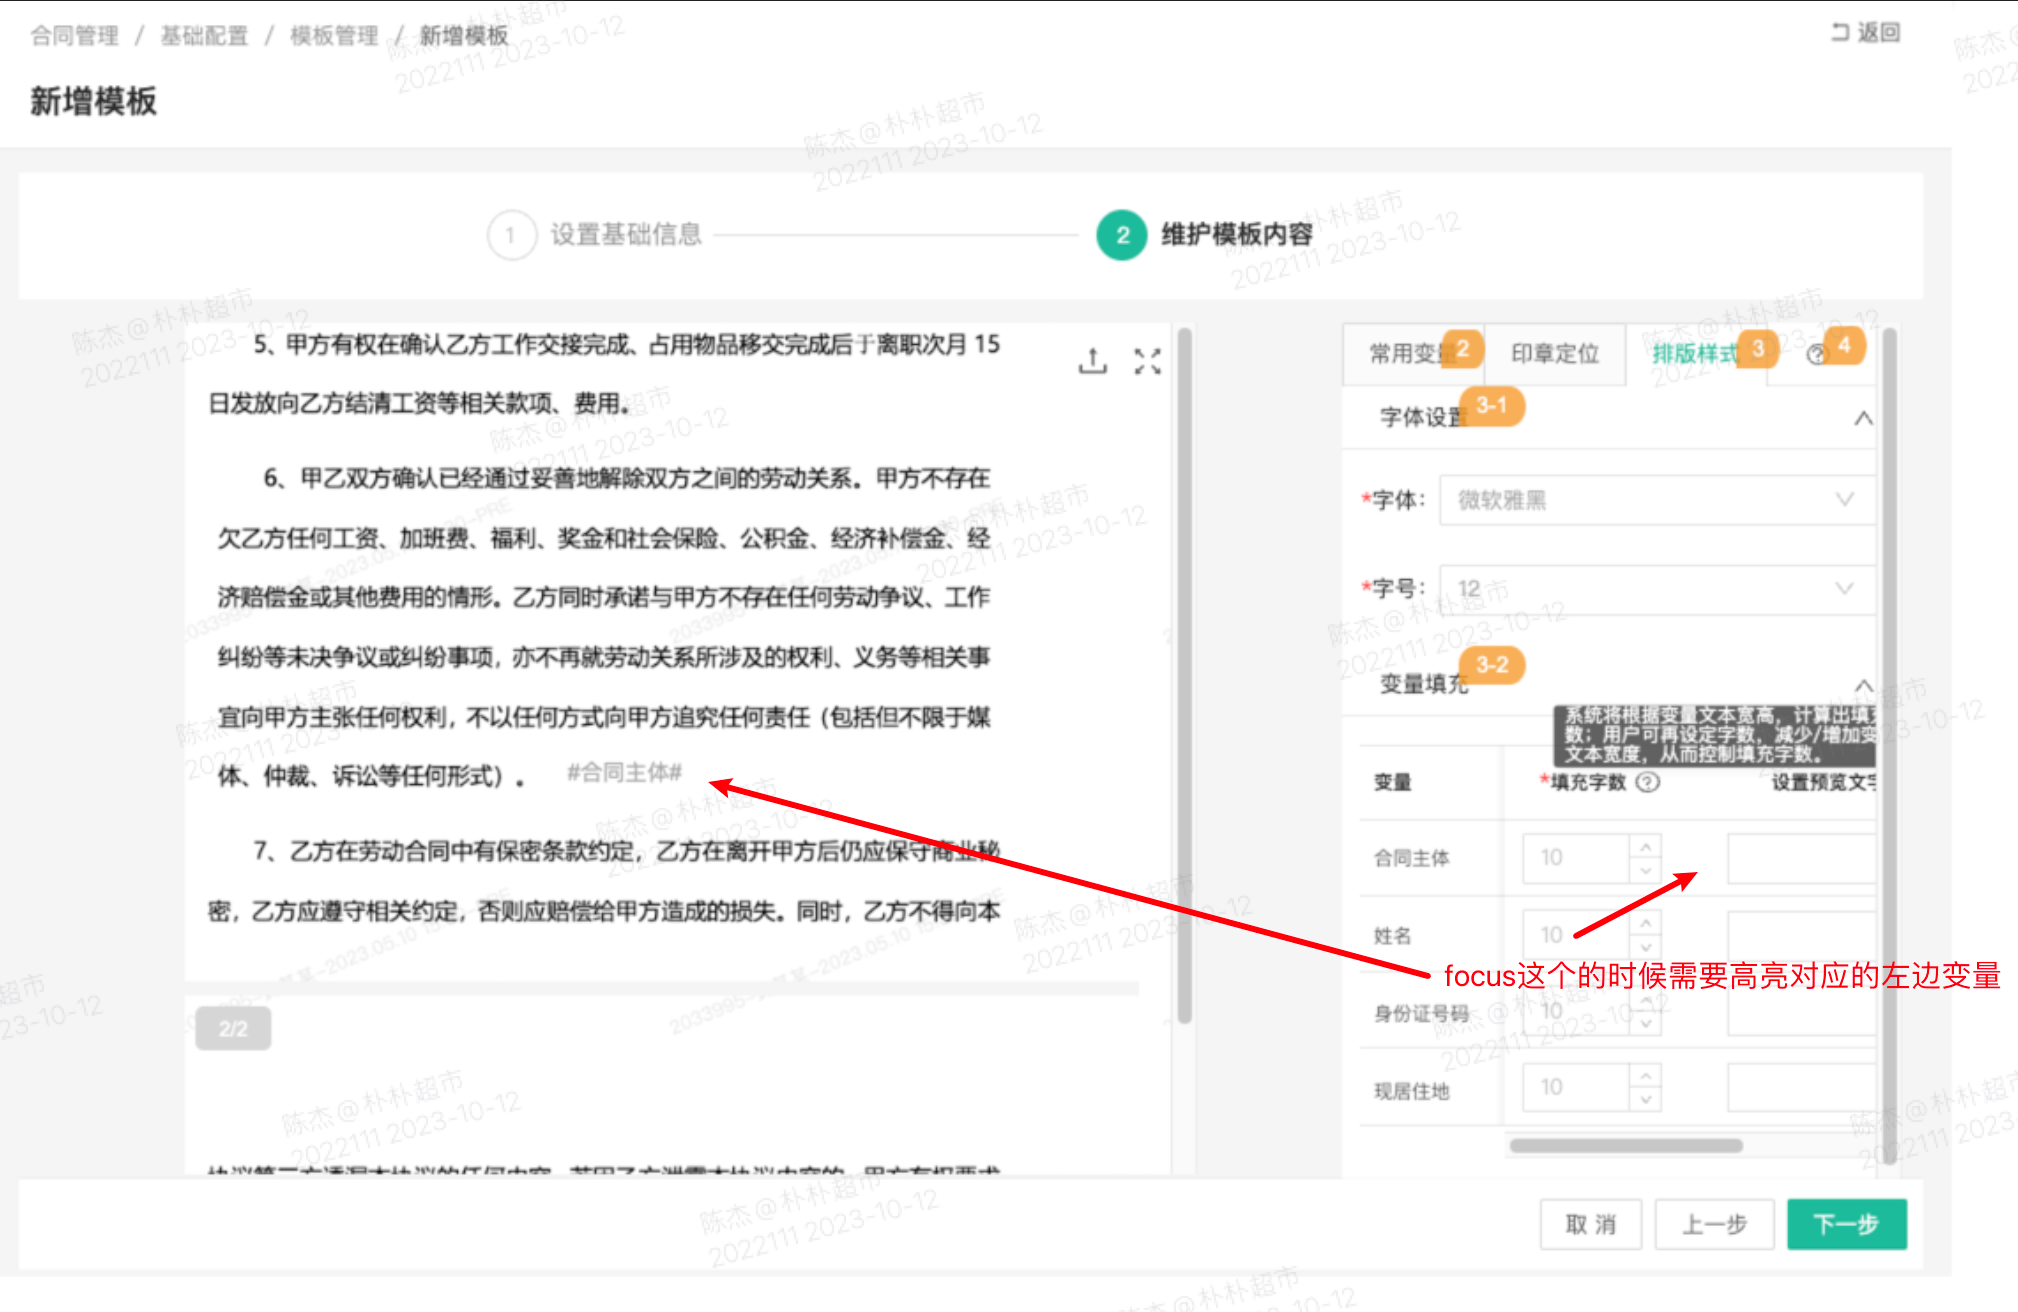 合同管理 / 基础配置 / 模板管理 / 新增模板
返回
新增模板
1 设置基础信息
2 维护模板内容
5、甲方有权在确认乙方工作交接完成、占用物品移交完成后于离职次月 15
日发放向乙方结清工资等相关款项、费用。
6、甲乙双方确认已经通过妥善地解除双方之间的劳动关系。甲方不存在
欠乙方任何工资、加班费、福利、奖金和社会保险、公积金、经济补偿金、经
济赔偿金或其他费用的情形。乙方同时承诺与甲方不存在任何劳动争议、工作
纠纷等未决争议或纠纷事项，亦不再就劳动关系所涉及的权利、义务等相关事
宜向甲方主张任何权利，不以任何方式向甲方追究任何责任（包括但不限于媒
体、仲裁、诉讼等任何形式）。 #合同主体#
7、乙方在劳动合同中有保密条款约定，乙方在离开甲方后仍应保守商业秘
密，乙方应遵守相关约定，否则应赔偿给甲方造成的损失。同时，乙方不得向本
2/2
常用变量 2 印章定位 排版样式 3 4
字体设置 3-1
*字体： 微软雅黑
*字号： 12
变量填充 3-2
系统将根据变量文本宽高，计算出填
数；用户可再设定字数，减少/增加变
文本宽度，从而控制填充字数。
变量 *填充字数 设置预览文字
合同主体 10
姓名 10
focus这个的时候需要高亮对应的左边变量
身份证号码 10
现居住地 10
取 消 上一步 下一步
陈杰@朴朴超市
2022111 2023-10-12